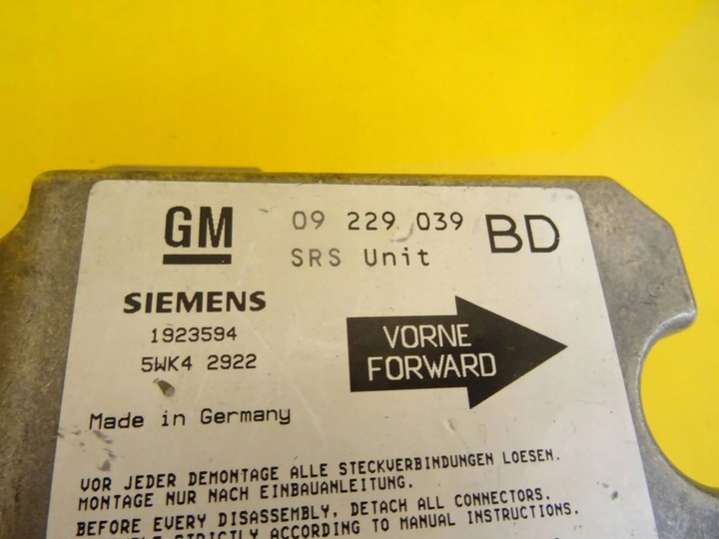 GM 09 229 039 BD
SRS Unit
SIEMENS
1923594
5WK4 2922
VORNE
FORWARD
Made in Germany
VOR JEDER DEMONTAGE ALLE STECKVERBINDUNGEN LOESEN.
MONTAGE NUR NACH EINBAUANLEITUNG.
BEFORE EVERY DISASSEMBLY, DETACH ALL CONNECTORS.
STRICTLY ACCORDING TO MANUAL INSTRUCTIONS.